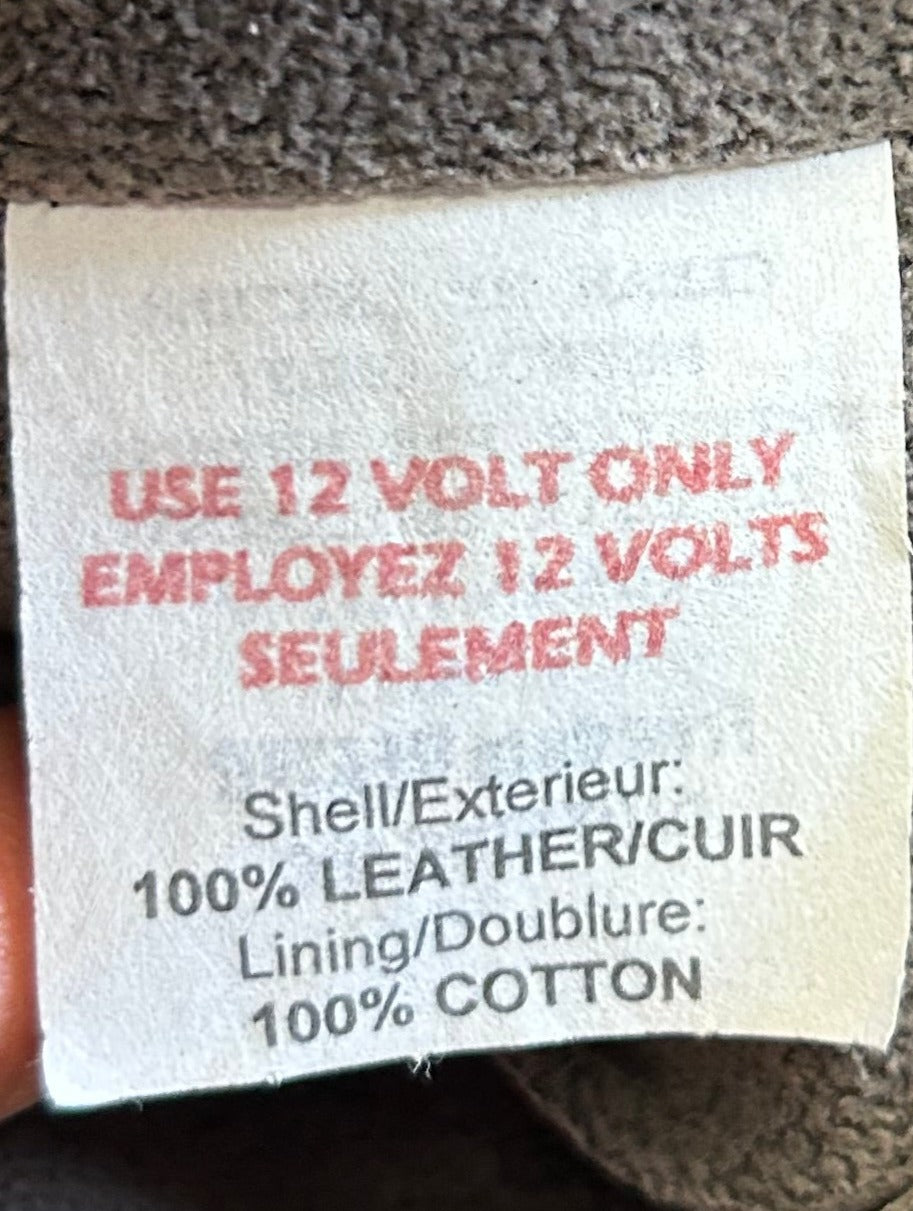 USE 12 VOLT ONLY
EMPLOYEZ 12 VOLTS
SEULEMENT
Shell/Exterieur:
100% LEATHER/CUIR
Lining/Doublure:
100% COTTON